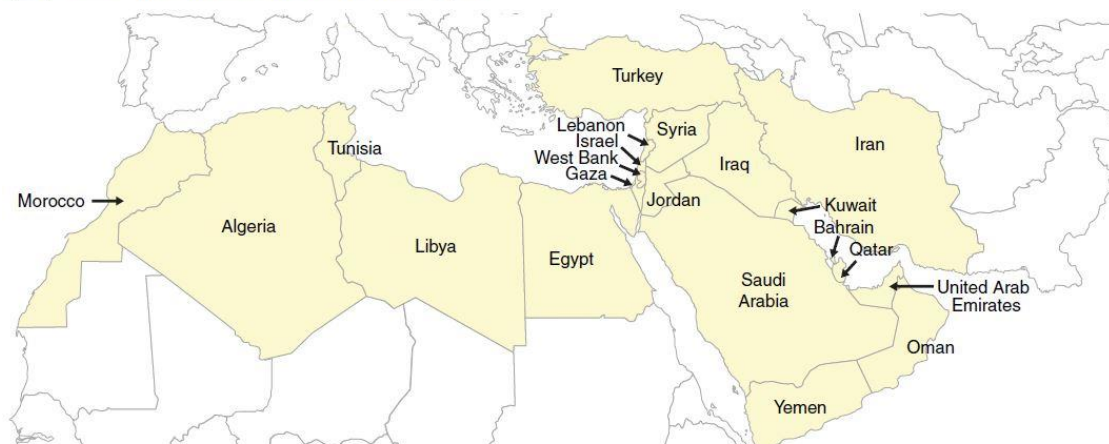 Turkey
Lebanon
Syria
Israel
West Bank
Gaza
Tunisia
Iraq
Iran
Morocco
Jordan
Kuwait
Algeria
Bahrain
Libya
Egypt
Qatar
Saudi
Arabia
United Arab
Emirates
Oman
Yemen